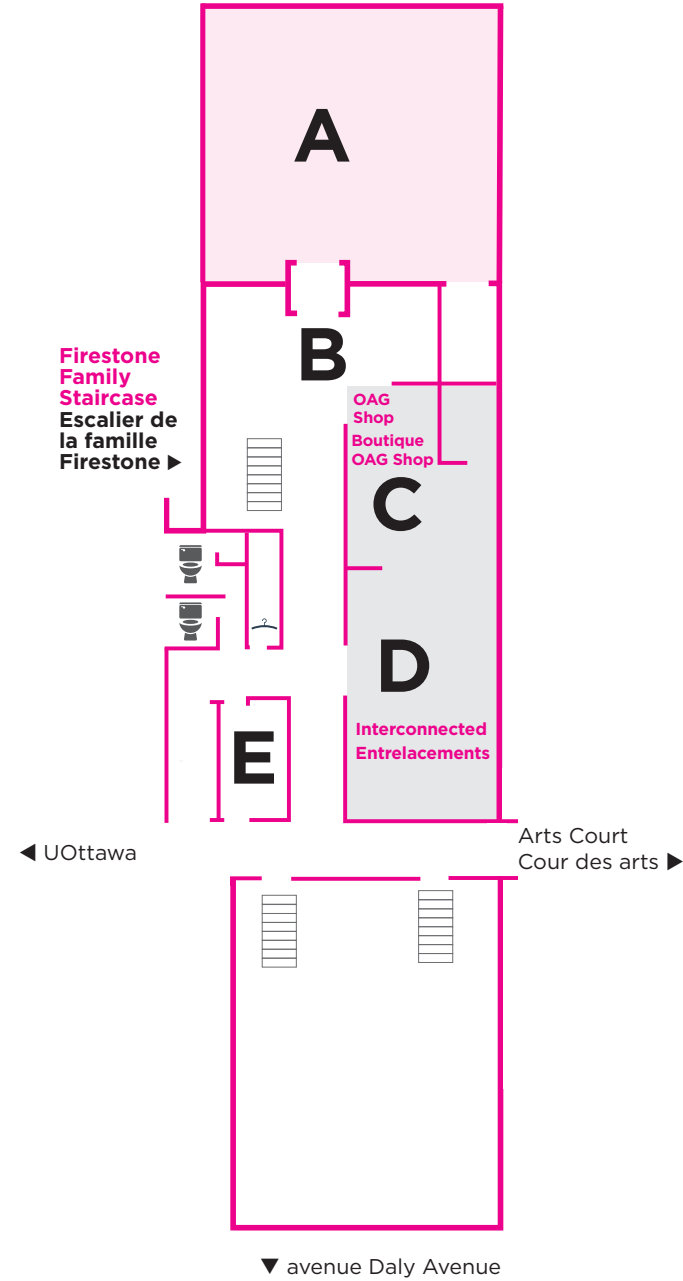 A
B
Firestone
Family
Staircase
Escalier de
la famille
Firestone ▶
OAG
Shop
Boutique
OAG Shop
C
D
Interconnected
Entrelacements
E
◀ UOttawa
Arts Court
Cour des arts ▶
▼ avenue Daly Avenue